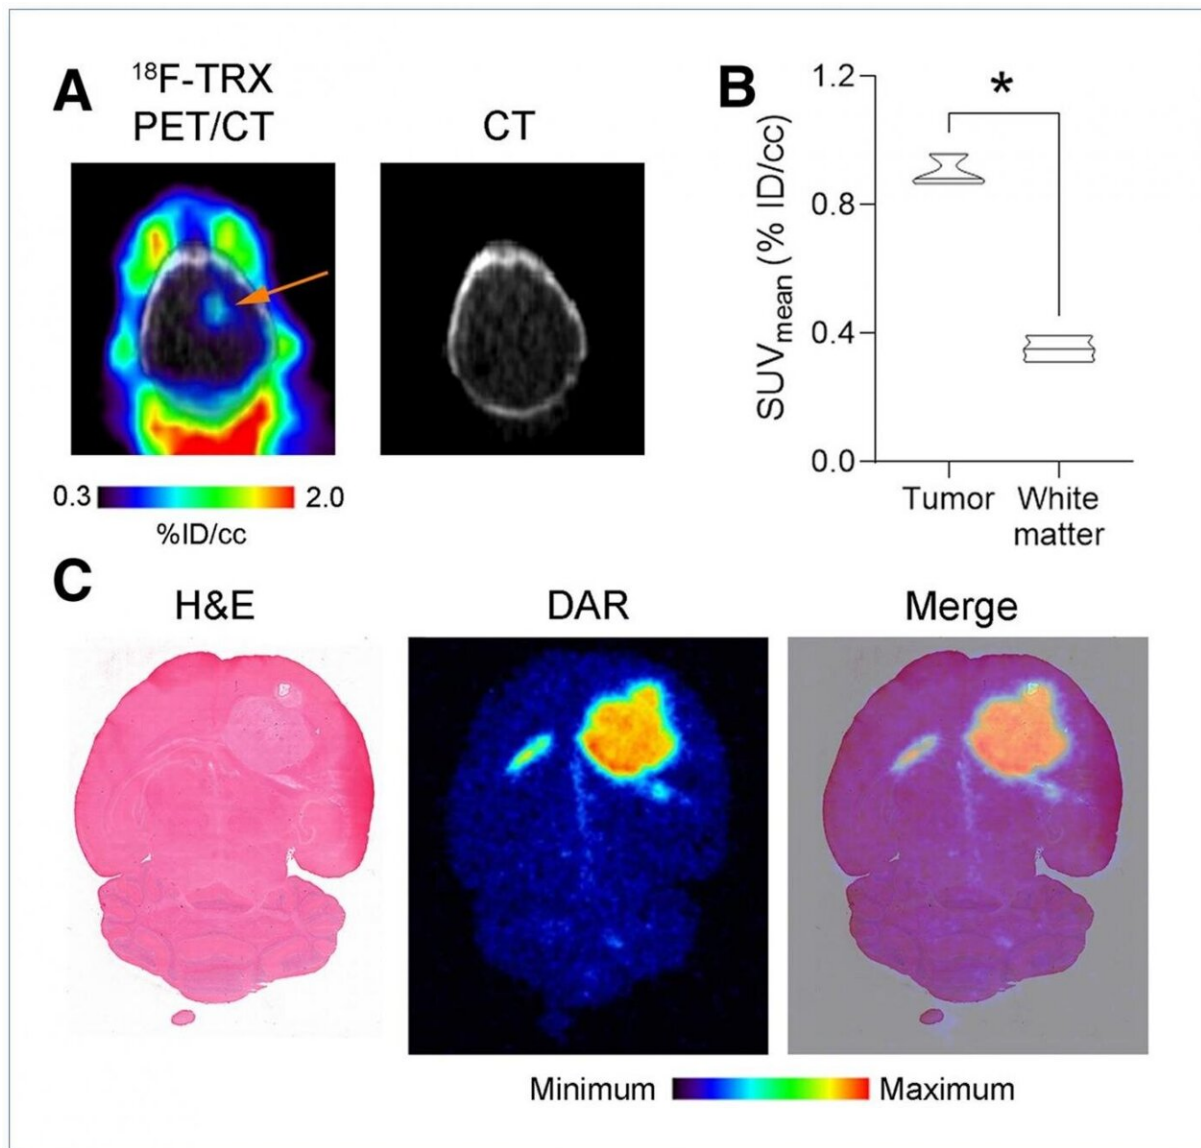 A
¹⁸F-TRX
PET/CT
CT
0.3
2.0
%ID/cc
B
*
SUVmean (% ID/cc)
1.2
0.8
0.4
0.0
Tumor
White
matter
C
H&E
DAR
Merge
Minimum
Maximum